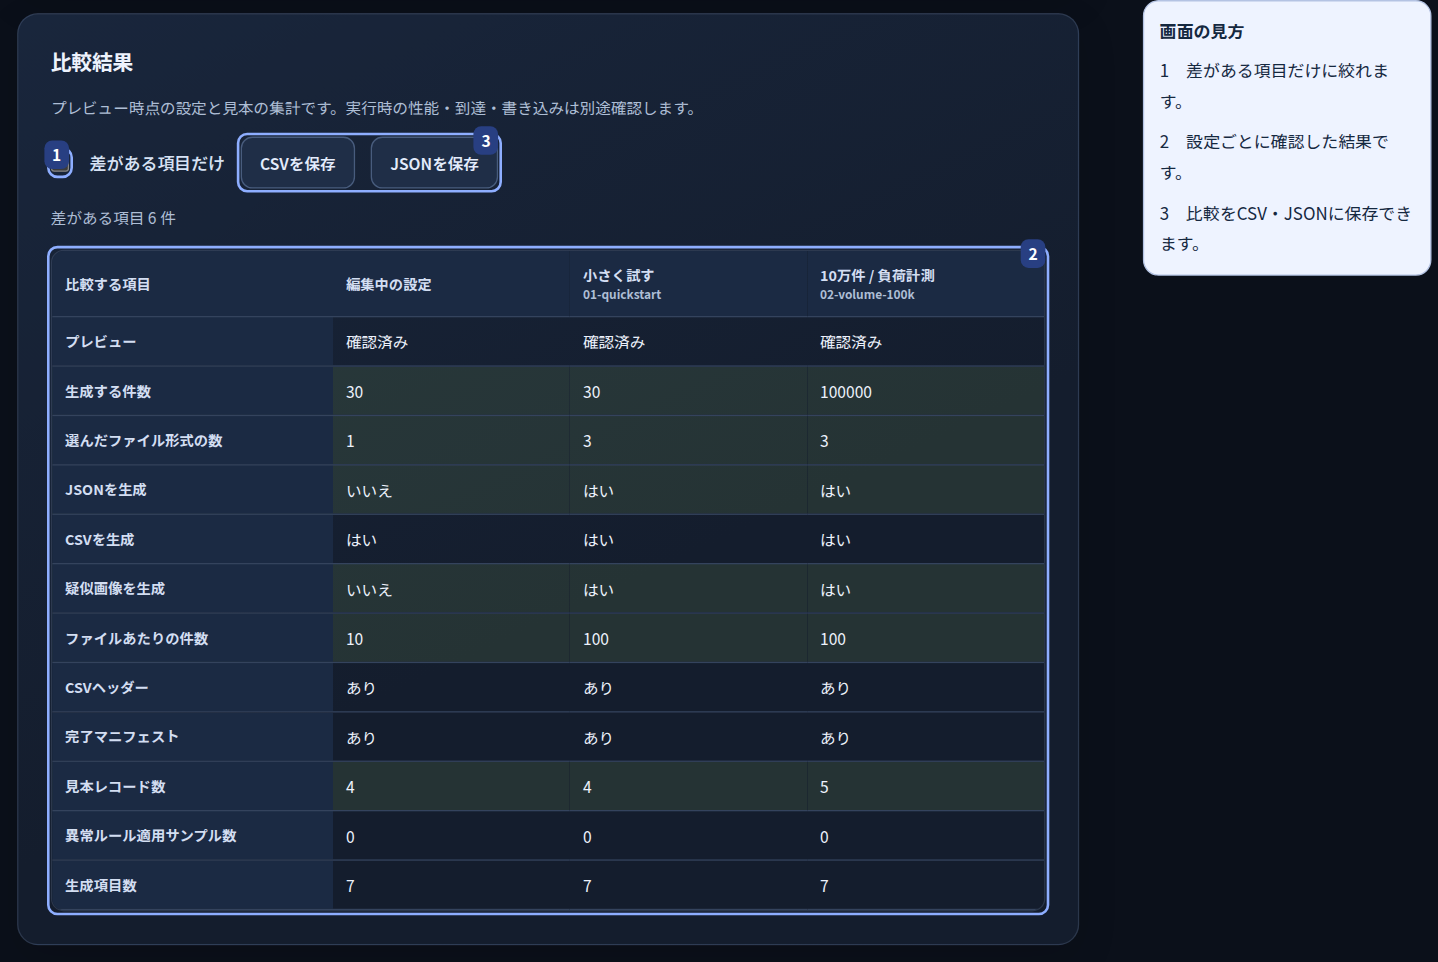 比較結果
プレビュー時点の設定と見本の集計です。実行時の性能・到達・書き込みは別途確認します。
1 差がある項目だけ CSVを保存 JSONを保存 3
差がある項目 6 件
2
比較する項目 編集中の設定 小さく試す 10万件 / 負荷計測
01-quickstart 02-volume-100k
プレビュー 確認済み 確認済み 確認済み
生成する件数 30 30 100000
選んだファイル形式の数 1 3 3
JSONを生成 いいえ はい はい
CSVを生成 はい はい はい
疑似画像を生成 いいえ はい はい
ファイルあたりの件数 10 100 100
CSVヘッダー あり あり あり
完了マニフェスト あり あり あり
見本レコード数 4 4 5
異常ルール適用サンプル数 0 0 0
生成項目数 7 7 7
画面の見方
1 差がある項目だけに絞れま
す。
2 設定ごとに確認した結果で
す。
3 比較をCSV・JSONに保存でき
ます。